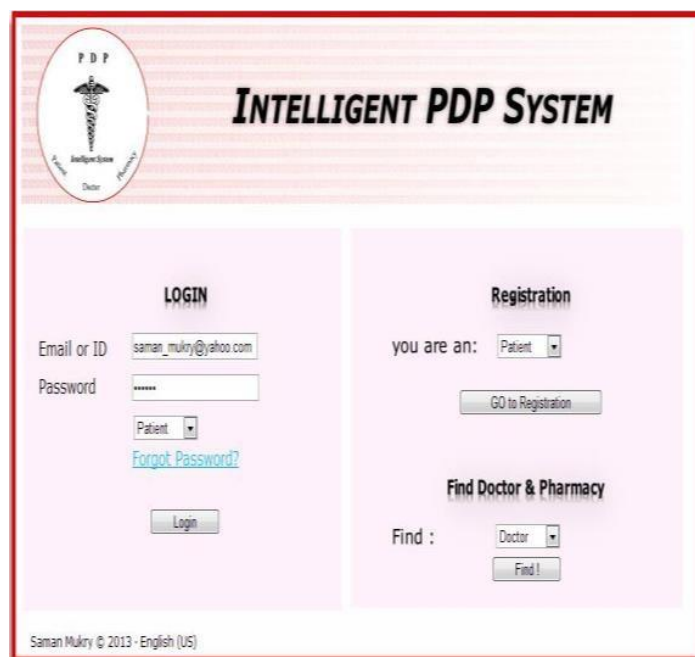 P D P
Intelligent System
Patient
Doctor
Pharmacy
INTELLIGENT PDP SYSTEM
LOGIN
Email or ID
saman_mukry@yahoo.com
Password
••••••
Patient
Forgot Password?
Login
Registration
you are an: Patient
GO to Registration
Find Doctor & Pharmacy
Find : Doctor
Find !
Saman Mukry © 2013 - English (US)